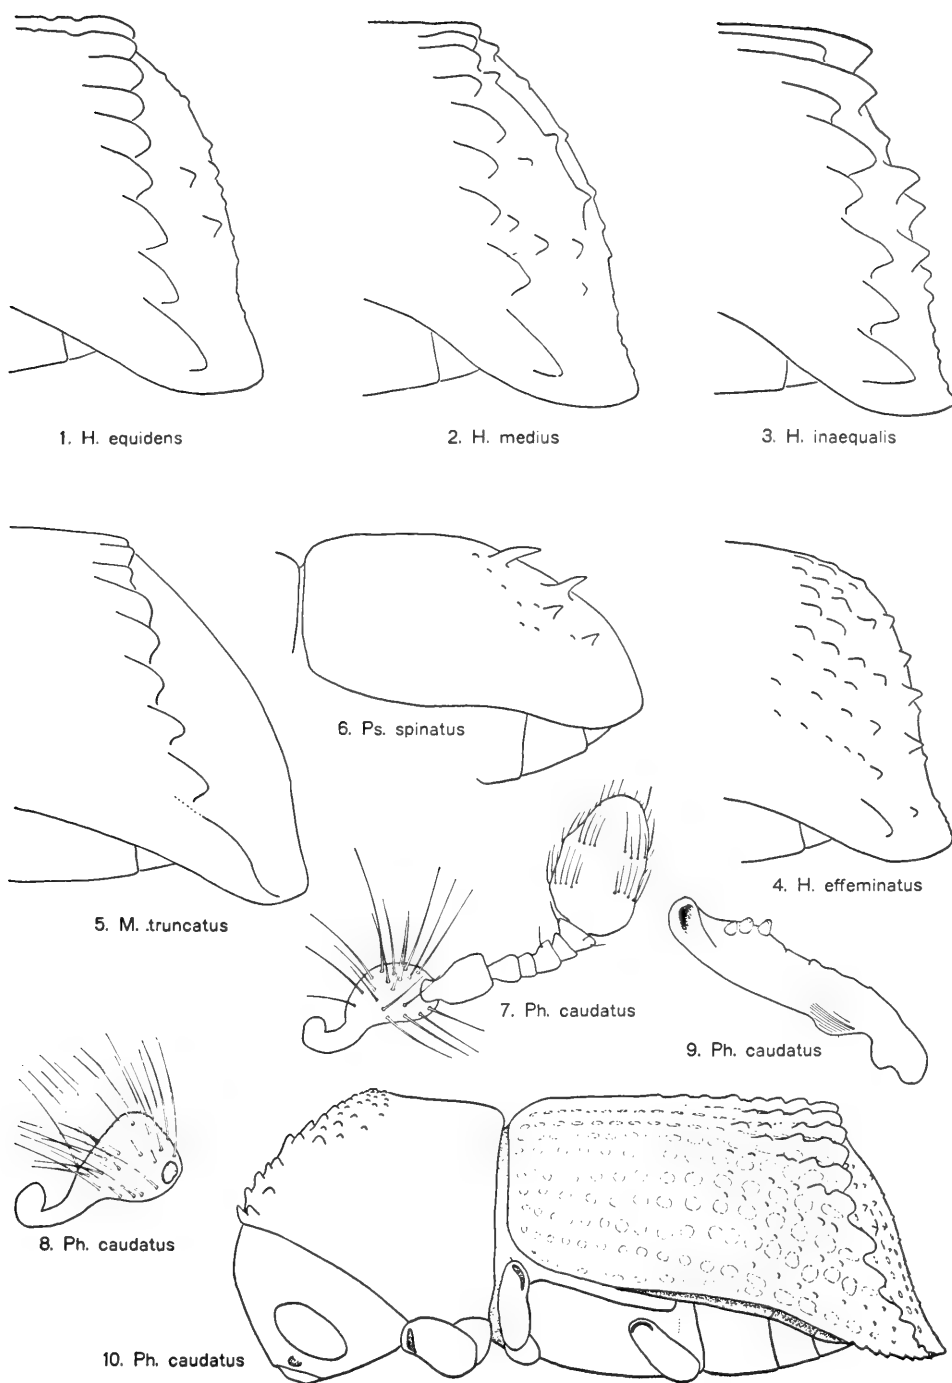 1. H. equidens
2. H. medius
3. H. inaequalis
6. Ps. spinatus
4. H. effeminatus
5. M. .truncatus
7. Ph. caudatus
9. Ph. caudatus
8. Ph. caudatus
10. Ph. caudatus